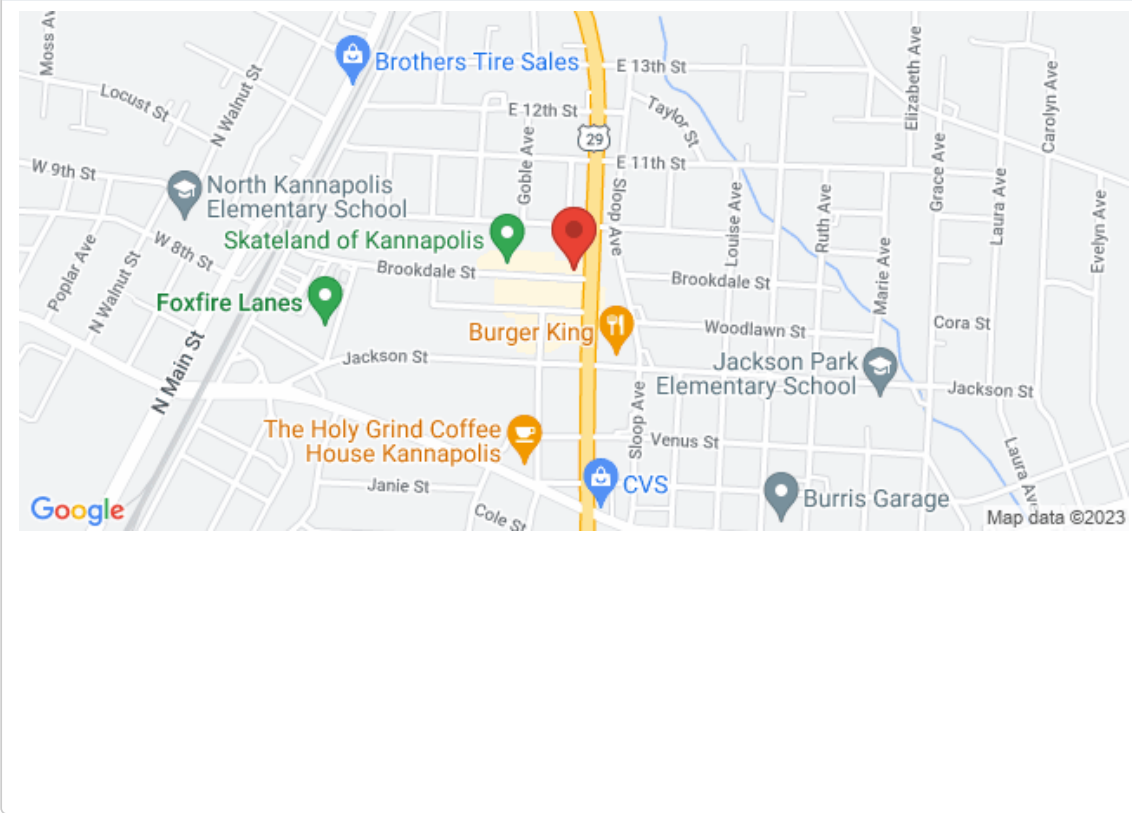 Moss Av
Brothers Tire Sales
E 13th St
Elizabeth Ave
Carolyn Ave
Locust St
N Walnut St
E 12th St
Taylor St
29
Goble Ave
E 11th St
Grace Ave
W 9th St
North Kannapolis
Elementary School
Sloop Ave
Louise Ave
Ruth Ave
Laura Ave
Evelyn Ave
Skateland of Kannapolis
W 8th St
Poplar Ave
N Walnut St
Brookdale St
Brookdale St
Marie Ave
Foxfire Lanes
Burger King
Woodlawn St
Cora St
N Main St
Jackson St
Jackson Park
Elementary School
Jackson St
Sloop Ave
The Holy Grind Coffee
House Kannapolis
Venus St
Laura Ave
Janie St
CVS
Burris Garage
Google
Cole St
Map data ©2023